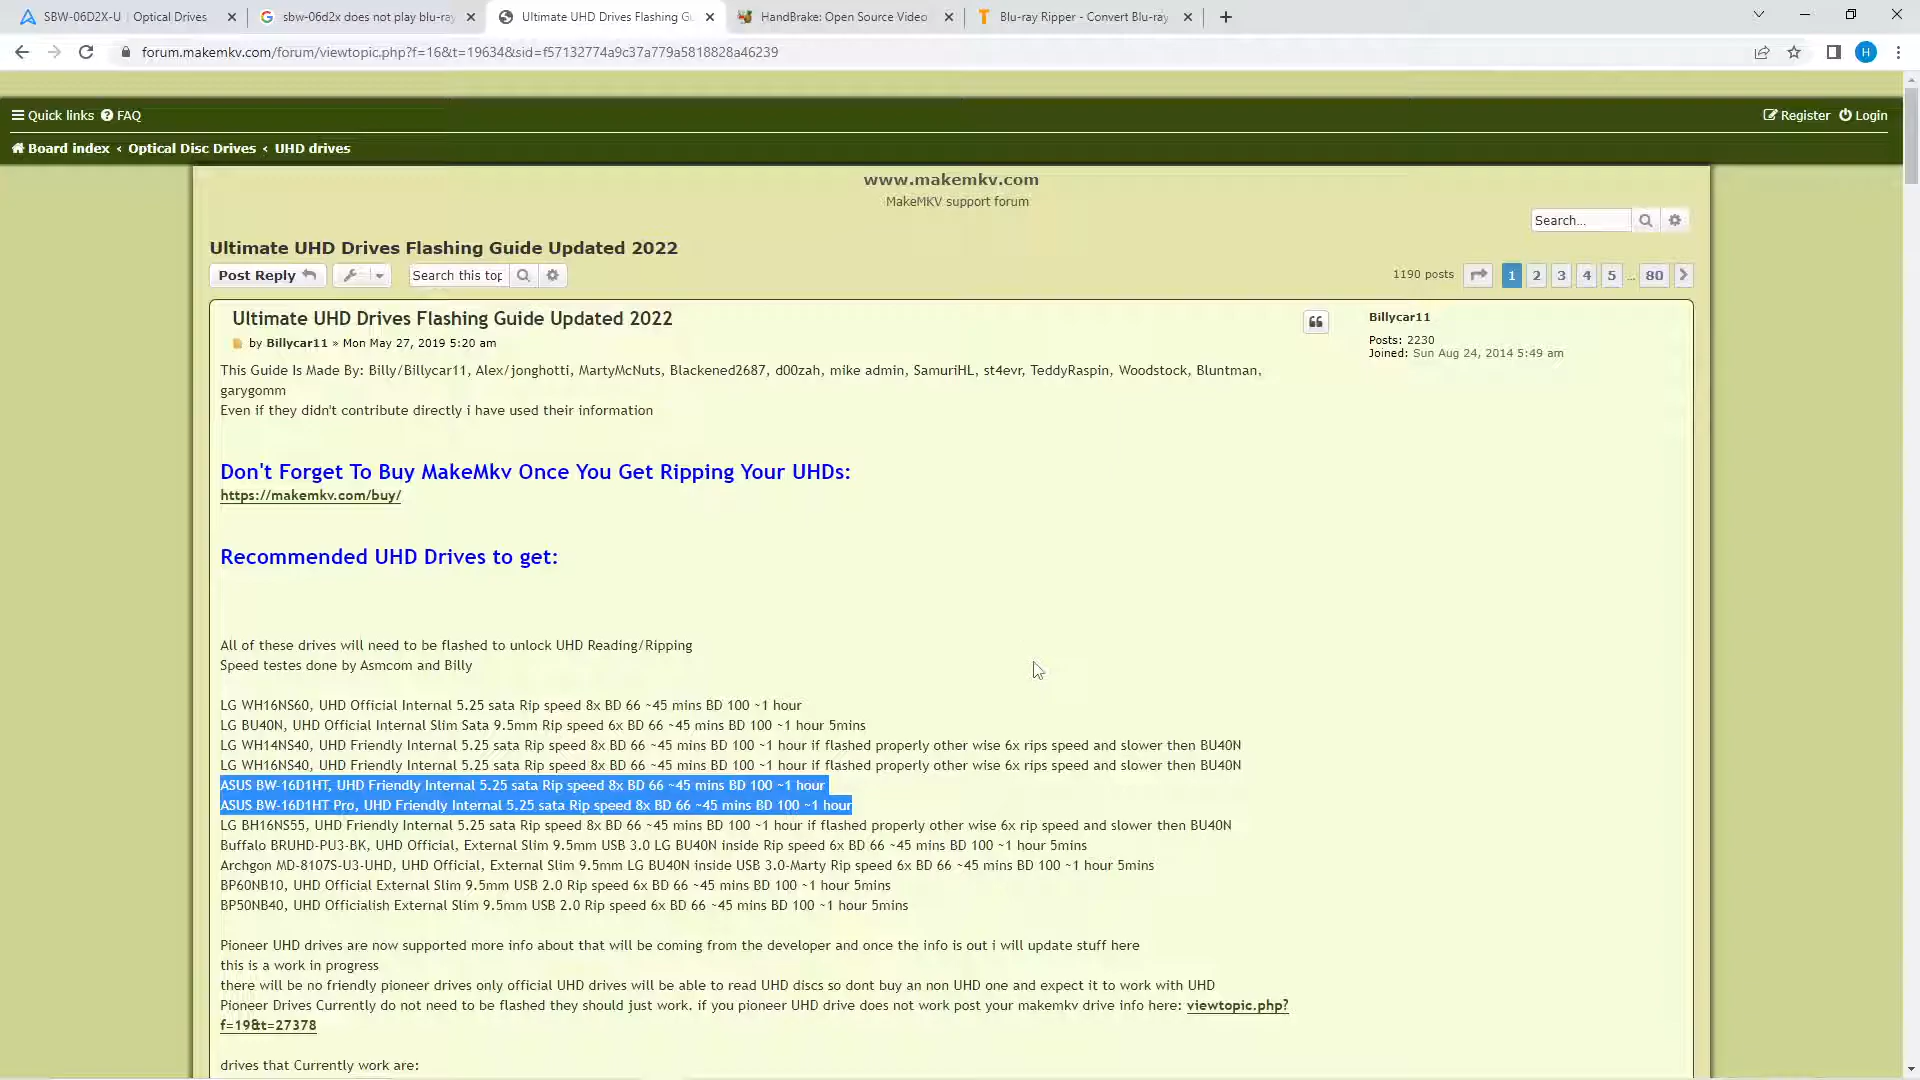 SBW-06D2X-U | Optical Drives
sbw-06d2x does not play blu-ray
Ultimate UHD Drives Flashing Gu
HandBrake: Open Source Video
Blu-ray Ripper - Convert Blu-ray
forum.makemkv.com/forum/viewtopic.php?f=16&t=19634&sid=f57132774a9c37a779a5818828a46239
H
Quick links FAQ
Register Login
Board index ‹ Optical Disc Drives ‹ UHD drives
www.makemkv.com
MakeMKV support forum
Search...
Ultimate UHD Drives Flashing Guide Updated 2022
Post Reply Search this top 1190 posts 1 2 3 4 5 ... 80
Ultimate UHD Drives Flashing Guide Updated 2022
by Billycar11 » Mon May 27, 2019 5:20 am
Billycar11
Posts: 2230
Joined: Sun Aug 24, 2014 5:49 am
This Guide Is Made By: Billy/Billycar11, Alex/jonghotti, MartyMcNuts, Blackened2687, d00zah, mike admin, SamuriHL, st4evr, TeddyRaspin, Woodstock, Bluntman,
garygomm
Even if they didn't contribute directly i have used their information
Don't Forget To Buy MakeMkv Once You Get Ripping Your UHDs:
https://makemkv.com/buy/
Recommended UHD Drives to get:
All of these drives will need to be flashed to unlock UHD Reading/Ripping
Speed testes done by Asmcom and Billy
LG WH16NS60, UHD Official Internal 5.25 sata Rip speed 8x BD 66 ~45 mins BD 100 ~1 hour
LG BU40N, UHD Official Internal Slim Sata 9.5mm Rip speed 6x BD 66 ~45 mins BD 100 ~1 hour 5mins
LG WH14NS40, UHD Friendly Internal 5.25 sata Rip speed 8x BD 66 ~45 mins BD 100 ~1 hour if flashed properly other wise 6x rips speed and slower then BU40N
LG WH16NS40, UHD Friendly Internal 5.25 sata Rip speed 8x BD 66 ~45 mins BD 100 ~1 hour if flashed properly other wise 6x rips speed and slower then BU40N
ASUS BW-16D1HT, UHD Friendly Internal 5.25 sata Rip speed 8x BD 66 ~45 mins BD 100 ~1 hour
ASUS BW-16D1HT Pro, UHD Friendly Internal 5.25 sata Rip speed 8x BD 66 ~45 mins BD 100 ~1 hour
LG BH16NS55, UHD Friendly Internal 5.25 sata Rip speed 8x BD 66 ~45 mins BD 100 ~1 hour if flashed properly other wise 6x rip speed and slower then BU40N
Buffalo BRUHD-PU3-BK, UHD Official, External Slim 9.5mm USB 3.0 LG BU40N inside Rip speed 6x BD 66 ~45 mins BD 100 ~1 hour 5mins
Archgon MD-8107S-U3-UHD, UHD Official, External Slim 9.5mm LG BU40N inside USB 3.0-Marty Rip speed 6x BD 66 ~45 mins BD 100 ~1 hour 5mins
BP60NB10, UHD Official External Slim 9.5mm USB 2.0 Rip speed 6x BD 66 ~45 mins BD 100 ~1 hour 5mins
BP50NB40, UHD Officialish External Slim 9.5mm USB 2.0 Rip speed 6x BD 66 ~45 mins BD 100 ~1 hour 5mins
Pioneer UHD drives are now supported more info about that will be coming from the developer and once the info is out i will update stuff here
this is a work in progress
there will be no friendly pioneer drives only official UHD drives will be able to read UHD discs so dont buy an non UHD one and expect it to work with UHD
Pioneer Drives Currently do not need to be flashed they should just work. if you pioneer UHD drive does not work post your makemkv drive info here: viewtopic.php?
f=19&t=27378
drives that Currently work are: